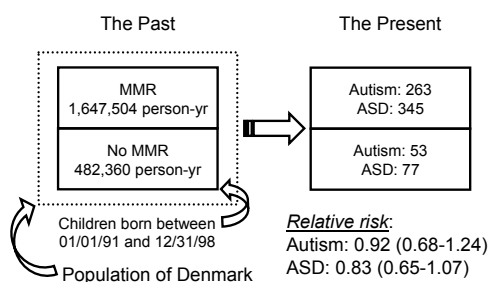 The Past
The Present
MMR
1,647,504 person-yr
No MMR
482,360 person-yr
Autism: 263
ASD: 345
Autism: 53
ASD: 77
Children born between
01/01/91 and 12/31/98
Population of Denmark
Relative risk:
Autism: 0.92 (0.68-1.24)
ASD: 0.83 (0.65-1.07)